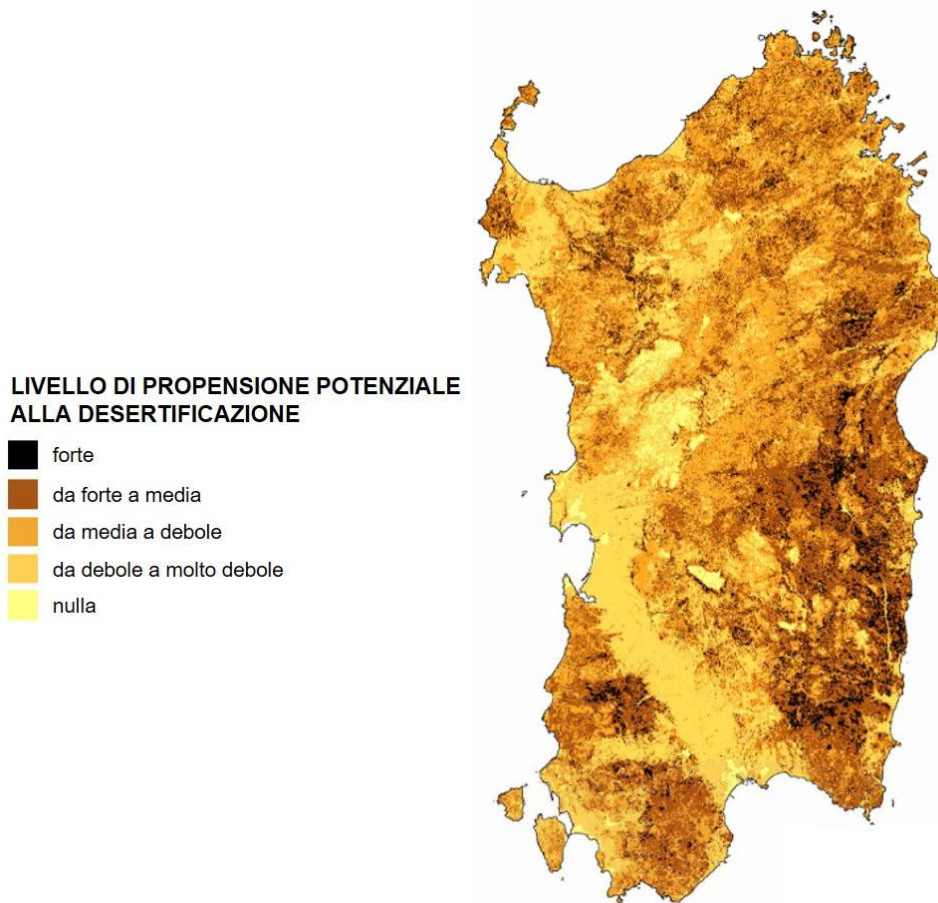 LIVELLO DI PROPENSIONE POTENZIALE
ALLA DESERTIFICAZIONE
forte
da forte a media
da media a debole
da debole a molto debole
nulla